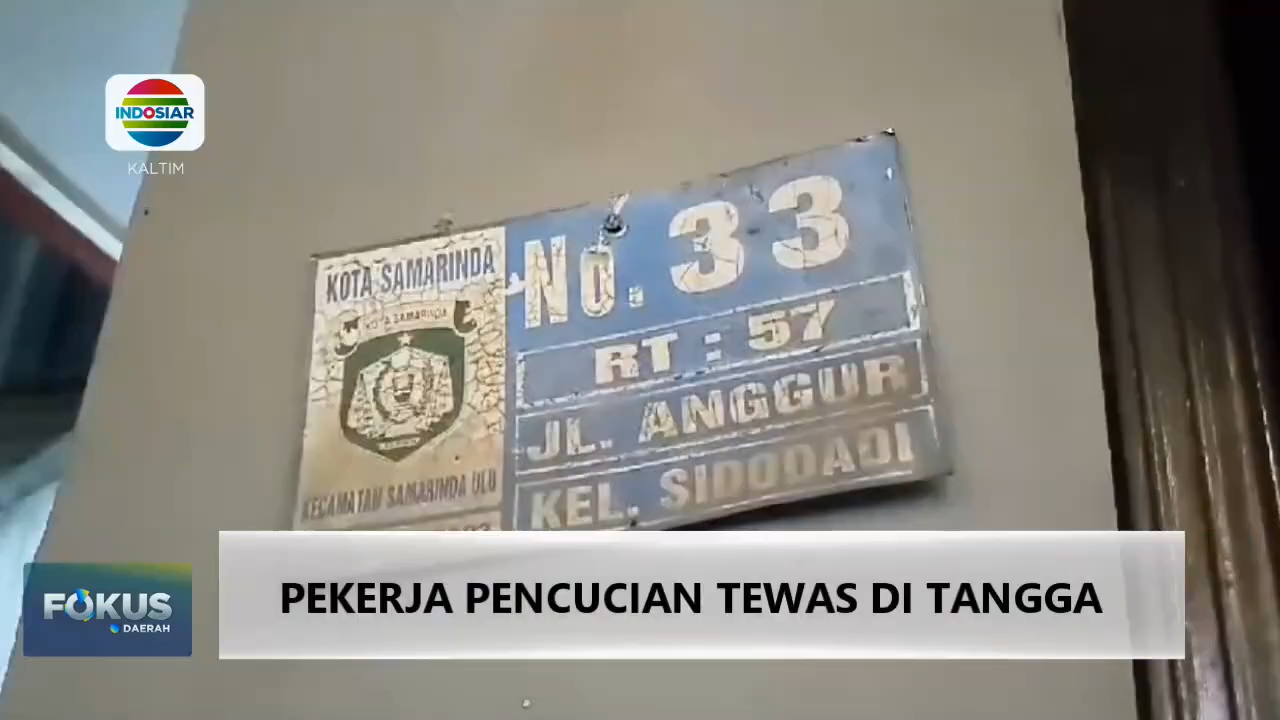 INDOSIAR
KALTIM
KOTA SAMARINDA
KOTA SAMARINDA
KECAMATAN SAMARINDA ULU
No. 33
RT : 57
JL. ANGGUR
KEL. SIDODADI
PEKERJA PENCUCIAN TEWAS DI TANGGA
FOKUS
DAERAH